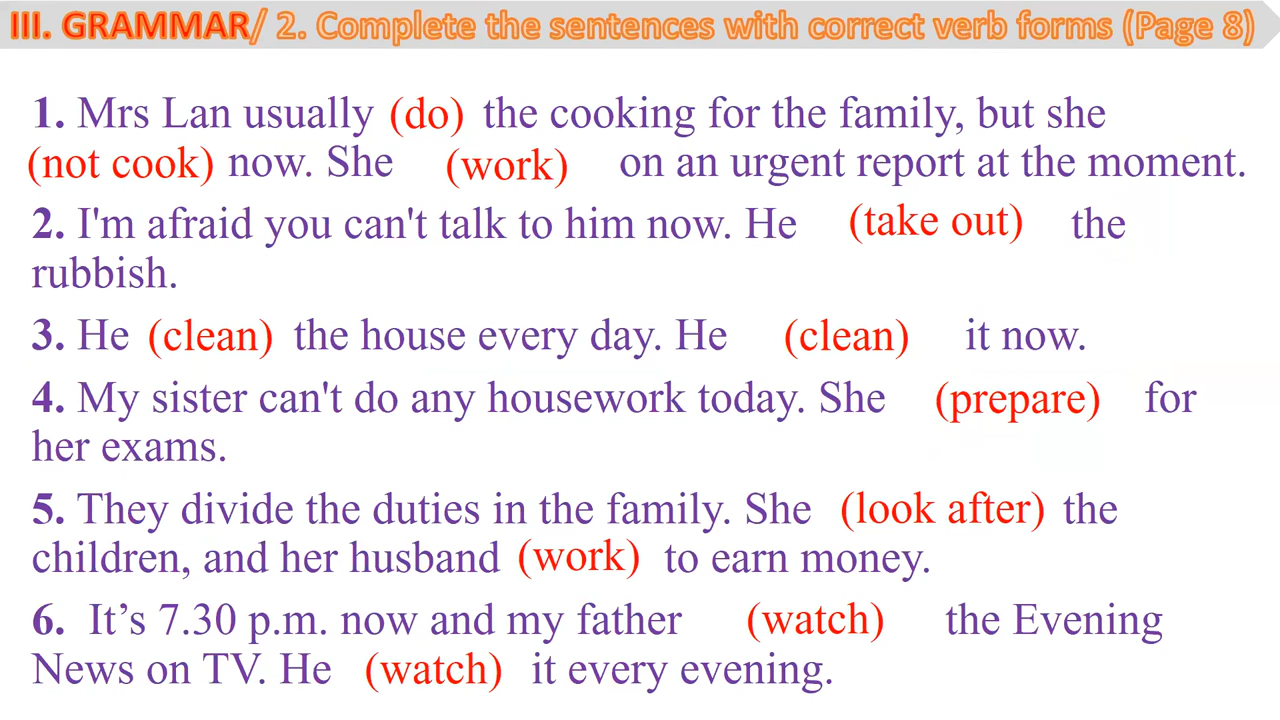 III. GRAMMAR/ 2. Complete the sentences with correct verb forms (Page 8)
1. Mrs Lan usually (do) the cooking for the family, but she
(not cook) now. She (work) on an urgent report at the moment.
2. I'm afraid you can't talk to him now. He (take out) the
rubbish.
3. He (clean) the house every day. He (clean) it now.
4. My sister can't do any housework today. She (prepare) for
her exams.
5. They divide the duties in the family. She (look after) the
children, and her husband (work) to earn money.
6. It’s 7.30 p.m. now and my father (watch) the Evening
News on TV. He (watch) it every evening.